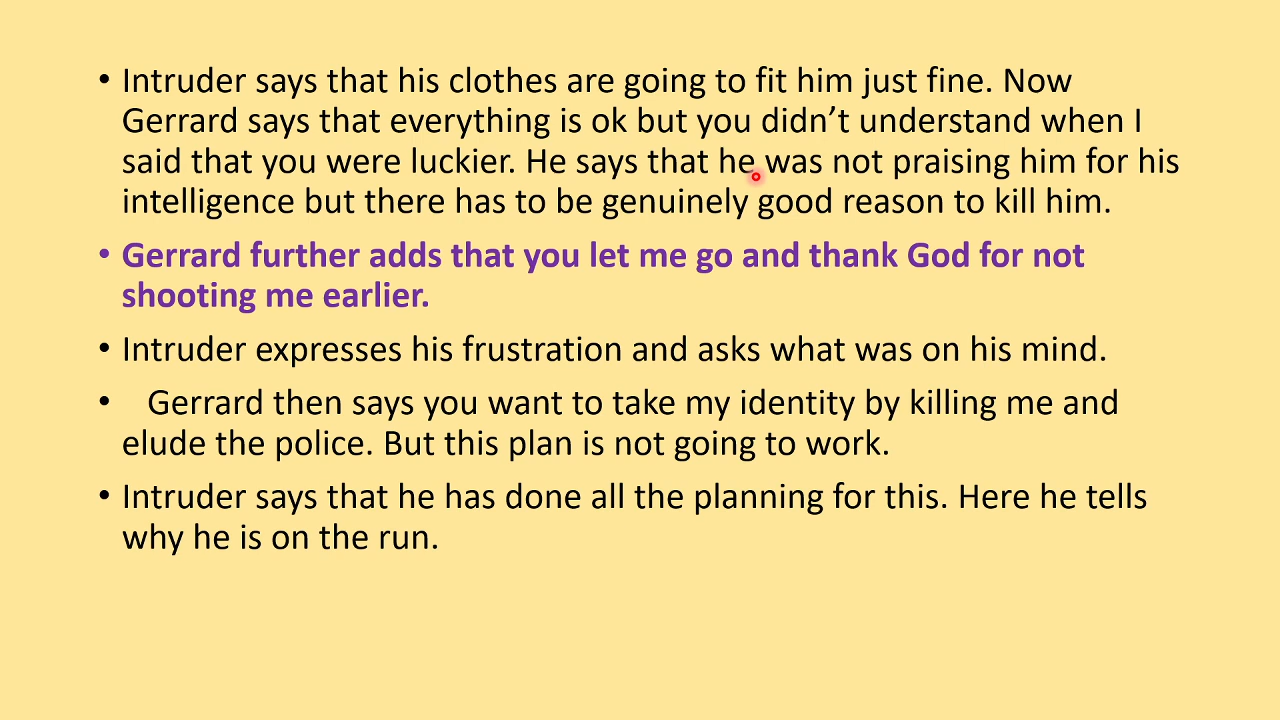 • Intruder says that his clothes are going to fit him just fine. Now
Gerrard says that everything is ok but you didn’t understand when I
said that you were luckier. He says that he was not praising him for his
intelligence but there has to be genuinely good reason to kill him.
• Gerrard further adds that you let me go and thank God for not
shooting me earlier.
• Intruder expresses his frustration and asks what was on his mind.
• Gerrard then says you want to take my identity by killing me and
elude the police. But this plan is not going to work.
• Intruder says that he has done all the planning for this. Here he tells
why he is on the run.